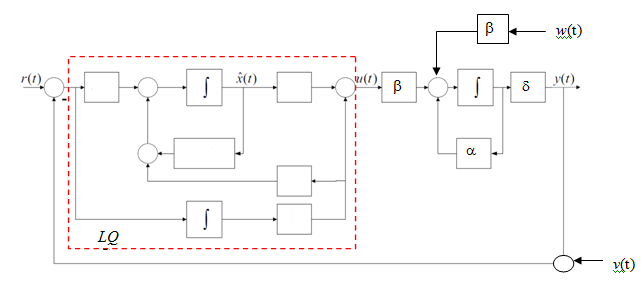 β w(t)
r(t) ∫ x̂(t) u(t) β ∫ δ y(t)
-
α
∫
LQ
v(t)